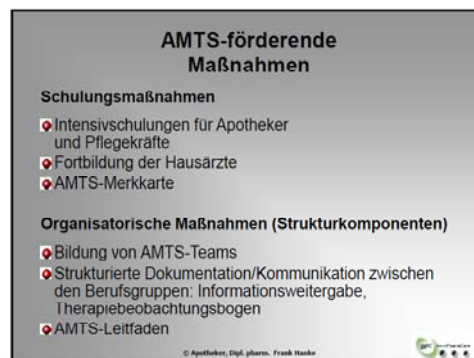 AMTS-fördernde
Maßnahmen
Schulungsmaßnahmen
Intensivschulungen für Apotheker
und Pflegekräfte
Fortbildung der Hausärzte
AMTS-Merkkarte
Organisatorische Maßnahmen (Strukturkomponenten)
Bildung von AMTS-Teams
Strukturierte Dokumentation/Kommunikation zwischen
den Berufsgruppen: Informationsweitergabe,
Therapiebeobachtungsbogen
AMTS-Leitfaden
© Apotheker, Dipl. pharm. Frank Hanke